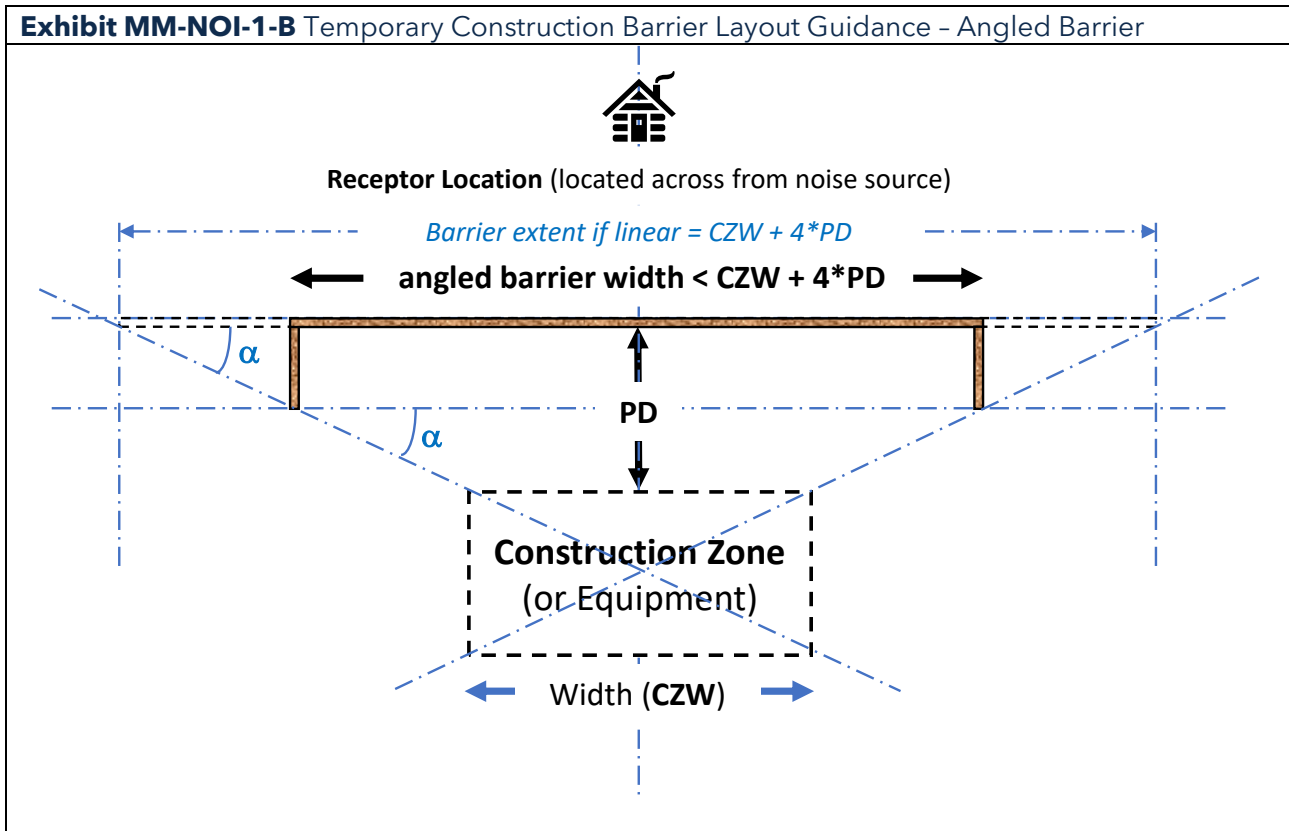 Exhibit MM-NOI-1-B Temporary Construction Barrier Layout Guidance – Angled Barrier
Receptor Location (located across from noise source)
Barrier extent if linear = CZW + 4*PD
angled barrier width < CZW + 4*PD
α
PD
α
Construction Zone
(or Equipment)
Width (CZW)